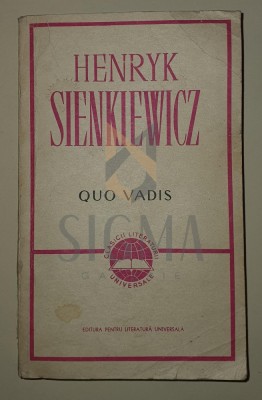 HENRYK
SIENKIEWICZ
QUO VADIS
SIGMA
CLASICII LITERATURII
UNIVERSALE
EDITURA PENTRU LITERATURĂ UNIVERSALĂ